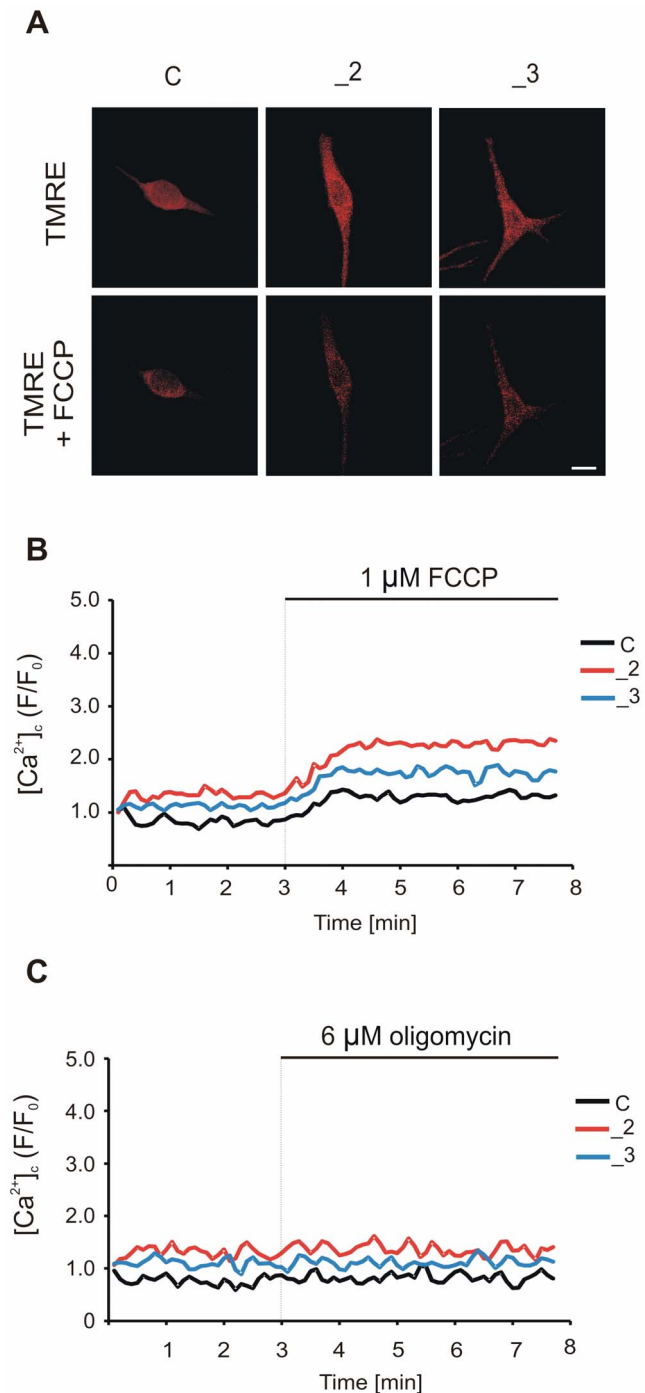 A
C _2 _3
TMRE
TMRE + FCCP
B
1 µM FCCP
[Ca²⁺]c (F/F₀)
5.0
4.0
3.0
2.0
1.0
C
_2
_3
0 1 2 3 4 5 6 7 8
Time [min]
C
6 µM oligomycin
[Ca²⁺]c (F/F₀)
5.0
4.0
3.0
2.0
1.0
0
C
_2
_3
1 2 3 4 5 6 7 8
Time [min]